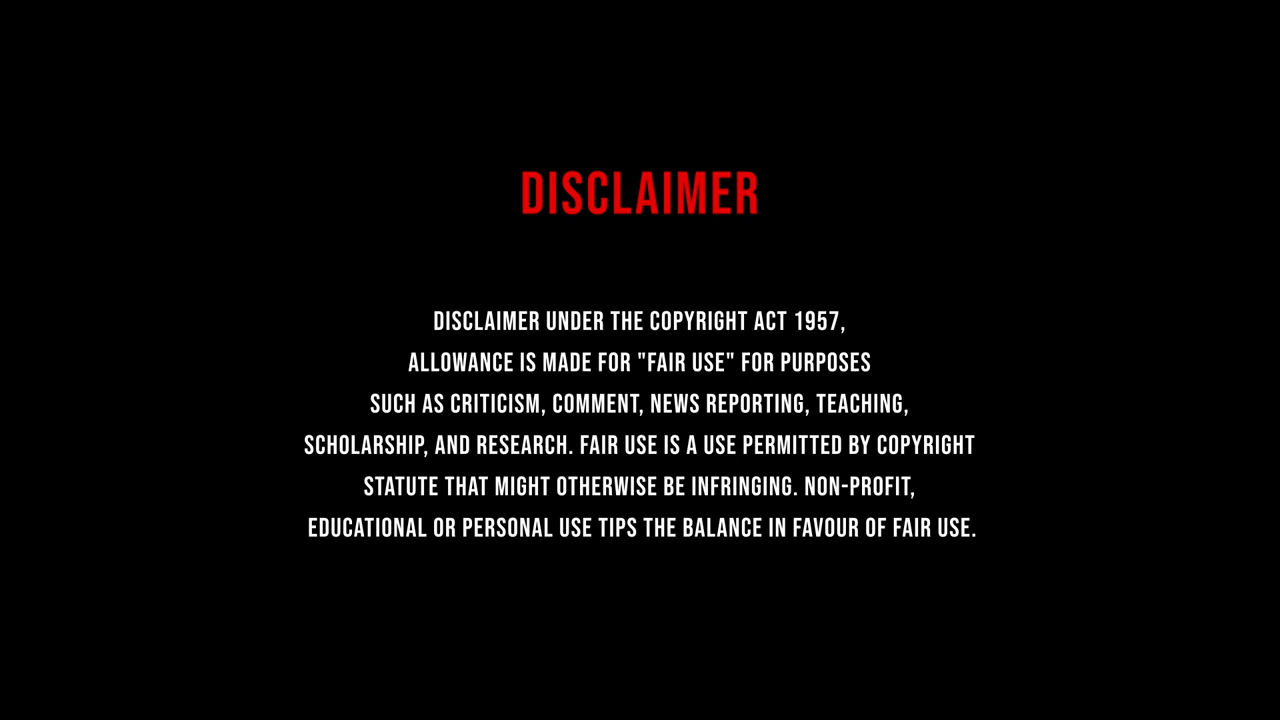 DISCLAIMER
DISCLAIMER UNDER THE COPYRIGHT ACT 1957,
ALLOWANCE IS MADE FOR "FAIR USE" FOR PURPOSES
SUCH AS CRITICISM, COMMENT, NEWS REPORTING, TEACHING,
SCHOLARSHIP, AND RESEARCH. FAIR USE IS A USE PERMITTED BY COPYRIGHT
STATUTE THAT MIGHT OTHERWISE BE INFRINGING. NON-PROFIT,
EDUCATIONAL OR PERSONAL USE TIPS THE BALANCE IN FAVOUR OF FAIR USE.